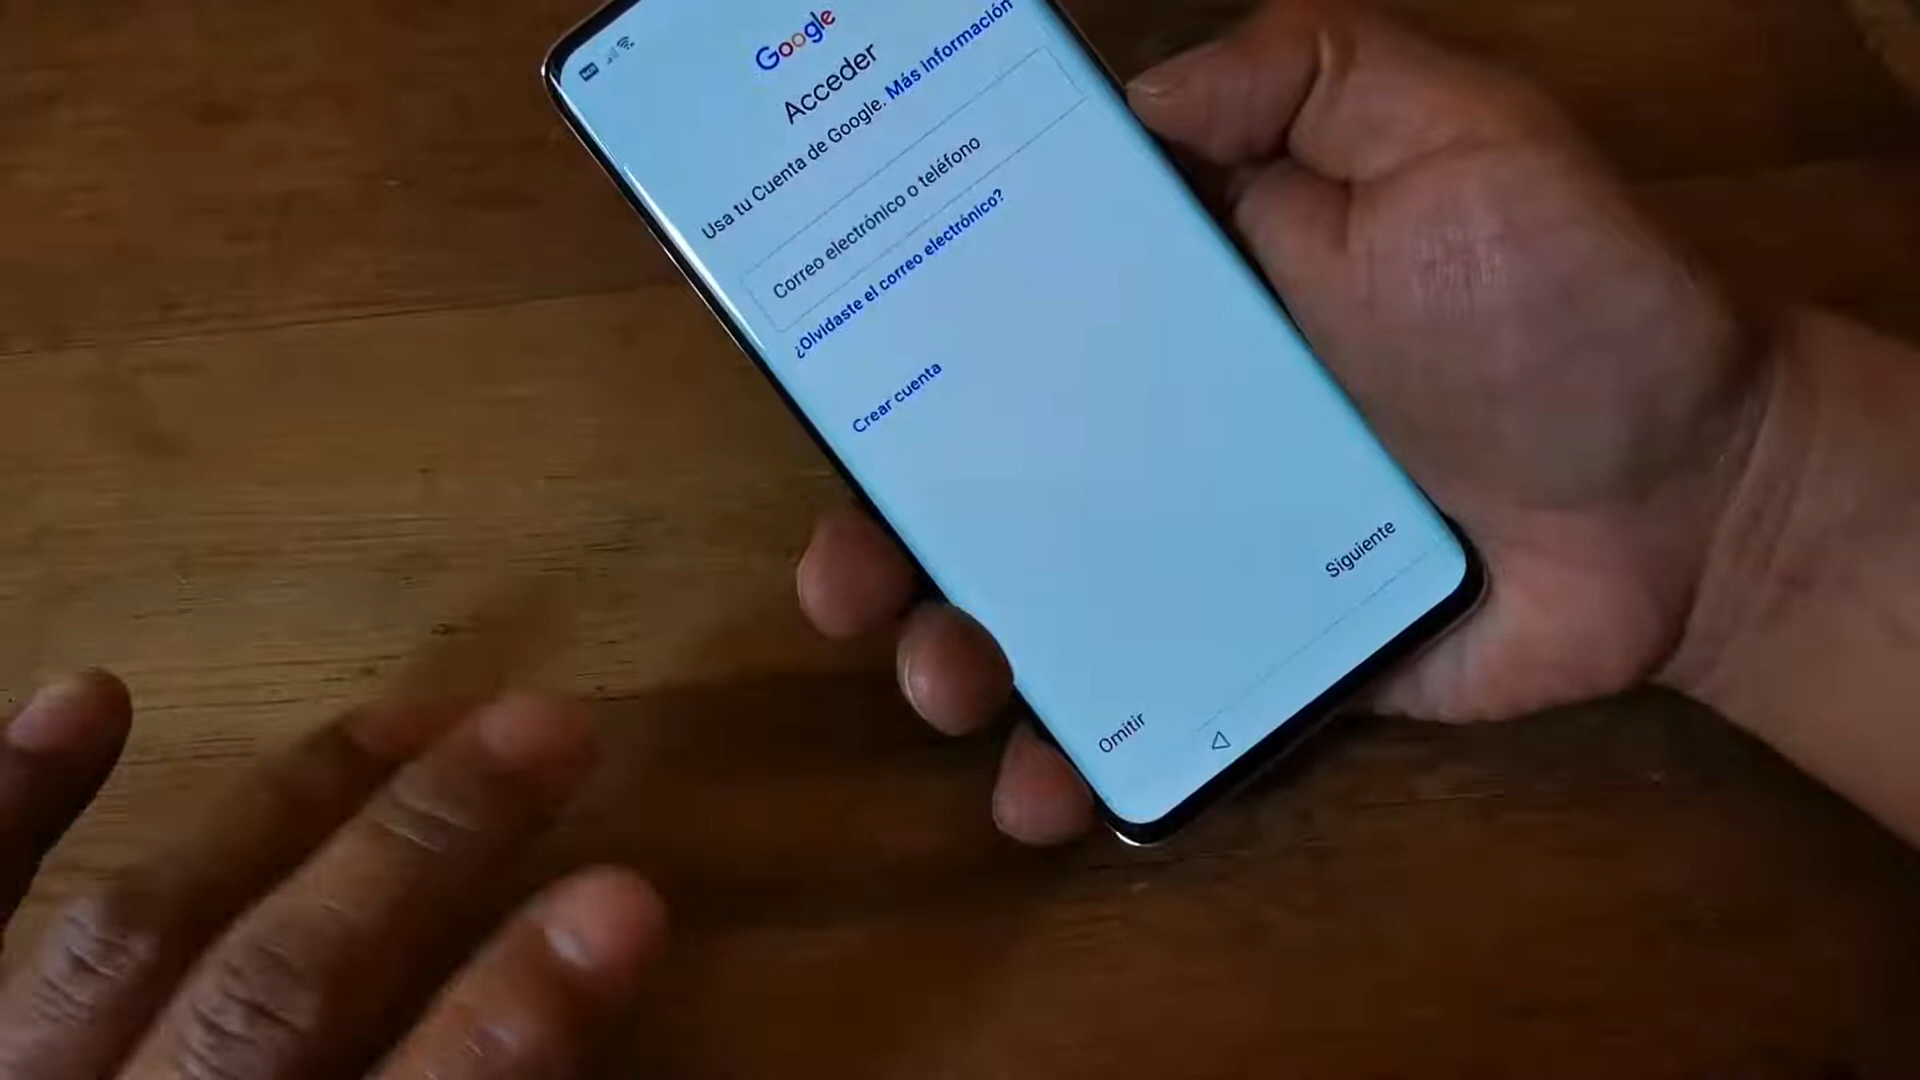 Google
Acceder
Usa tu Cuenta de Google. Más información
Correo electrónico o teléfono
¿Olvidaste el correo electrónico?
Crear cuenta
Siguiente
Omitir